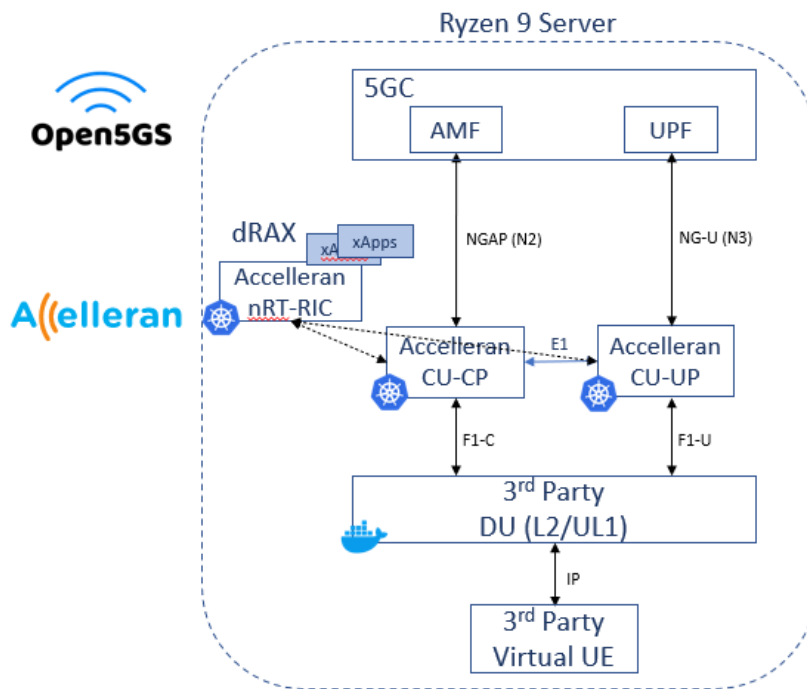 Ryzen 9 Server
Open5GS
5GC
AMF
UPF
NGAP (N2)
NG-U (N3)
dRAX
xApps
Accelleran
nRT-RIC
Accelleran
Accelleran
CU-CP
E1
Accelleran
CU-UP
F1-C
F1-U
3rd Party
DU (L2/UL1)
IP
3rd Party
Virtual UE